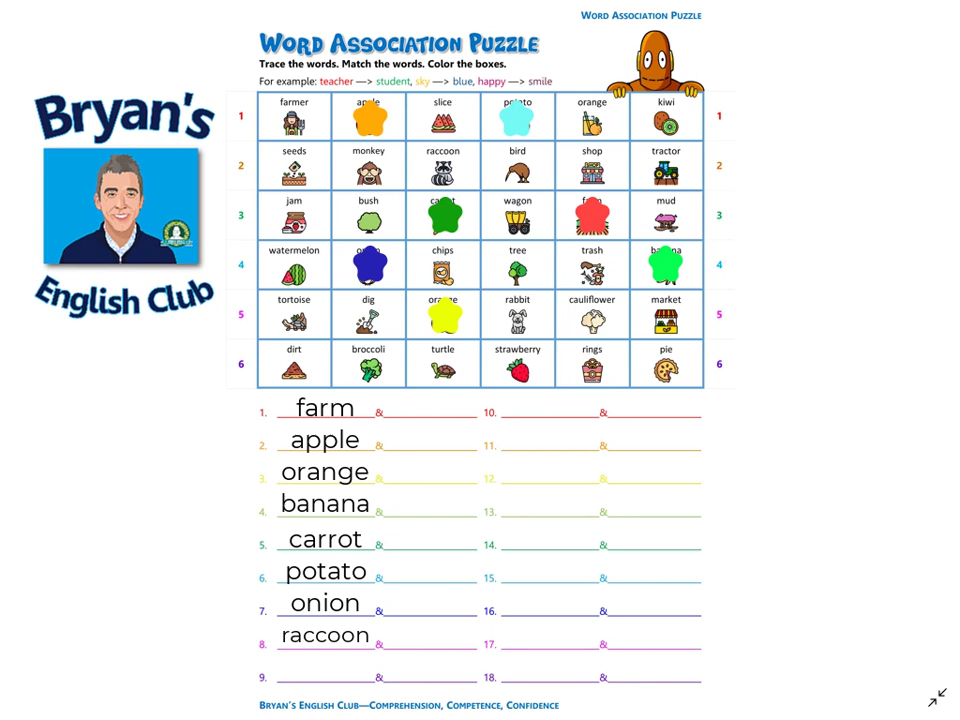 WORD ASSOCIATION PUZZLE
WORD ASSOCIATION PUZZLE
Trace the words. Match the words. Color the boxes.
For example: teacher —> student, sky —> blue, happy —> smile
Bryan's
English Club
1 farmer slice orange kiwi 1
2 seeds monkey raccoon bird shop tractor 2
3 jam bush wagon mud 3
4 watermelon chips tree trash 4
5 tortoise dig rabbit cauliflower market 5
6 dirt broccoli turtle strawberry rings pie 6
1. farm & 10. &
2. apple & 11. &
3. orange & 12. &
4. banana & 13. &
5. carrot & 14. &
6. potato & 15. &
7. onion & 16. &
8. raccoon & 17. &
9. & 18. &
BRYAN'S ENGLISH CLUB—COMPREHENSION, COMPETENCE, CONFIDENCE